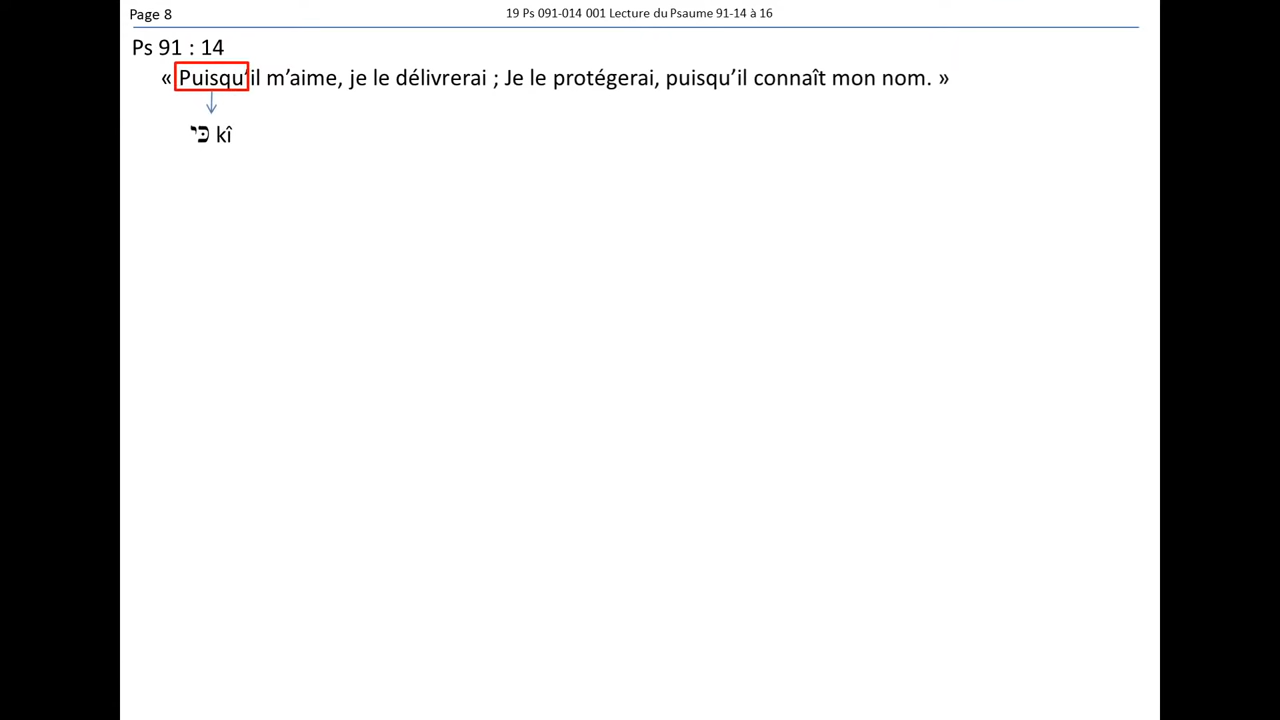 Page 8
19 Ps 091-014 001 Lecture du Psaume 91-14 à 16
Ps 91 : 14
« Puisqu’il m’aime, je le délivrerai ; Je le protégerai, puisqu’il connaît mon nom. »
כִּי kî